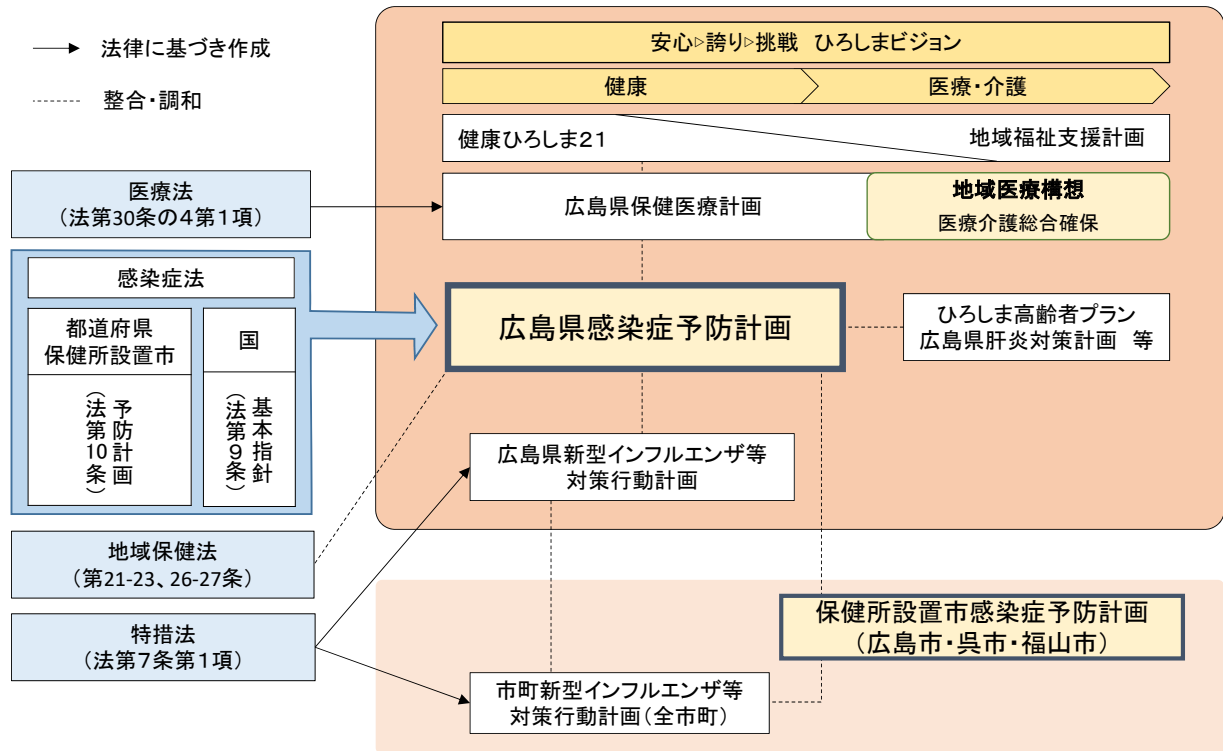 法律に基づき作成
整合・調和
安心▷誇り▷挑戦 ひろしまビジョン
健康
医療・介護
健康ひろしま21
地域福祉支援計画
医療法
（法第30条の４第１項）
広島県保健医療計画
地域医療構想
医療介護総合確保
感染症法
都道府県
保健所設置市
予防計画
（法第10条）
国
基本指針
（法第９条）
広島県感染症予防計画
ひろしま高齢者プラン
広島県肝炎対策計画 等
広島県新型インフルエンザ等
対策行動計画
地域保健法
（第21-23、26-27条）
特措法
（法第７条第１項）
保健所設置市感染症予防計画
（広島市・呉市・福山市）
市町新型インフルエンザ等
対策行動計画（全市町）